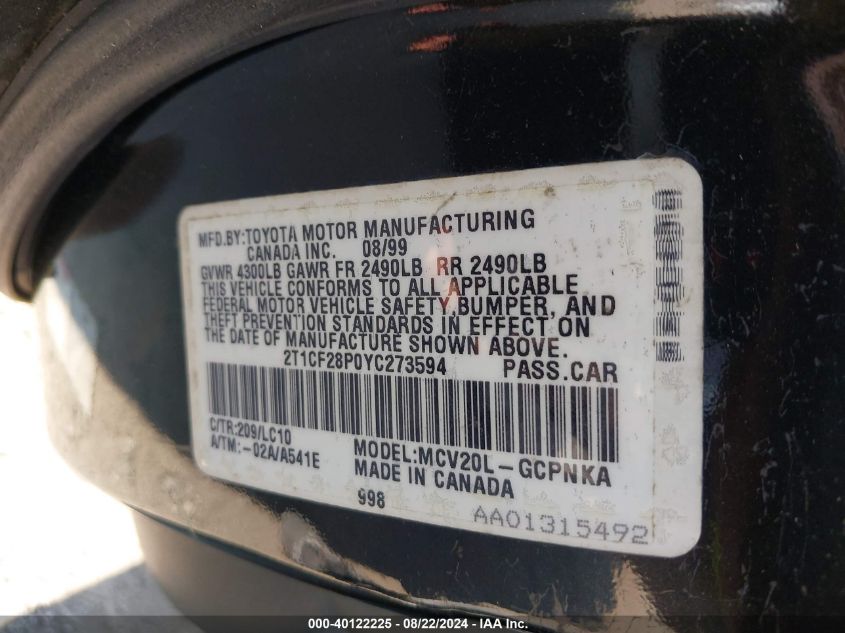 MFD.BY:TOYOTA MOTOR MANUFACTURING
CANADA INC. 08/99
GVWR 4300LB GAWR FR 2490LB RR 2490LB
THIS VEHICLE CONFORMS TO ALL APPLICABLE
FEDERAL MOTOR VEHICLE SAFETY,BUMPER, AND
THEFT PREVENTION STANDARDS IN EFFECT ON
THE DATE OF MANUFACTURE SHOWN ABOVE.
2T1CF28P0YC273594 PASS.CAR
C/TR:209/LC10
A/TM:-02A/A541E
MODEL:MCV20L-GCPNKA
MADE IN CANADA
998
AA01315492
000-40122225 - 08/22/2024 - IAA Inc.